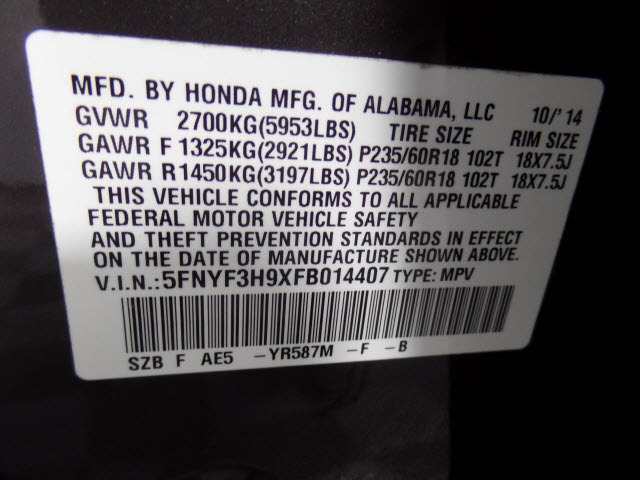 MFD. BY HONDA MFG. OF ALABAMA, LLC 10/'14
GVWR 2700KG(5953LBS) TIRE SIZE RIM SIZE
GAWR F 1325KG(2921LBS) P235/60R18 102T 18X7.5J
GAWR R1450KG(3197LBS) P235/60R18 102T 18X7.5J
THIS VEHICLE CONFORMS TO ALL APPLICABLE
FEDERAL MOTOR VEHICLE SAFETY
AND THEFT PREVENTION STANDARDS IN EFFECT
ON THE DATE OF MANUFACTURE SHOWN ABOVE.
V.I.N.:5FNYF3H9XFB014407 TYPE: MPV
SZB F AE5 -YR587M -F -B